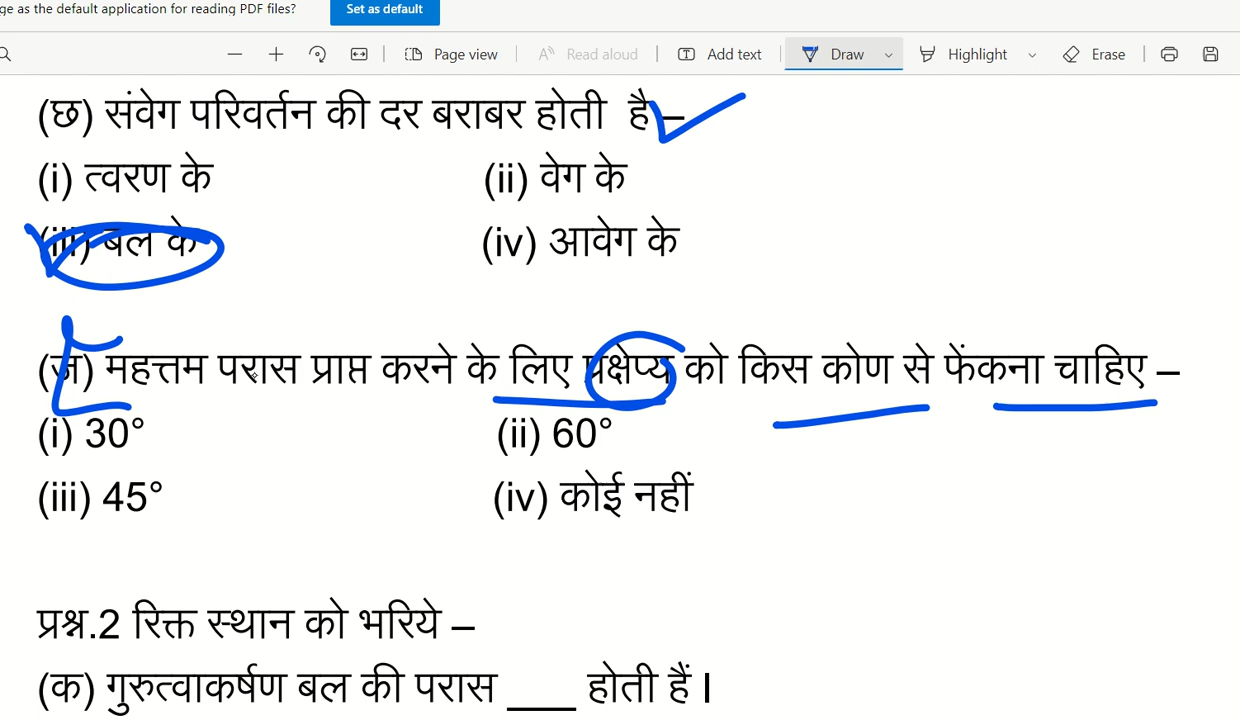 ge as the default application for reading PDF files? Set as default
Page view Read aloud Add text Draw Highlight Erase
(छ) संवेग परिवर्तन की दर बराबर होती है –
(i) त्वरण के (ii) वेग के
(iii) बल के (iv) आवेग के
(ज) महत्तम परास प्राप्त करने के लिए प्रक्षेप्य को किस कोण से फेंकना चाहिए –
(i) 30° (ii) 60°
(iii) 45° (iv) कोई नहीं
प्रश्न.2 रिक्त स्थान को भरिये –
(क) गुरुत्वाकर्षण बल की परास ____ होती हैं I